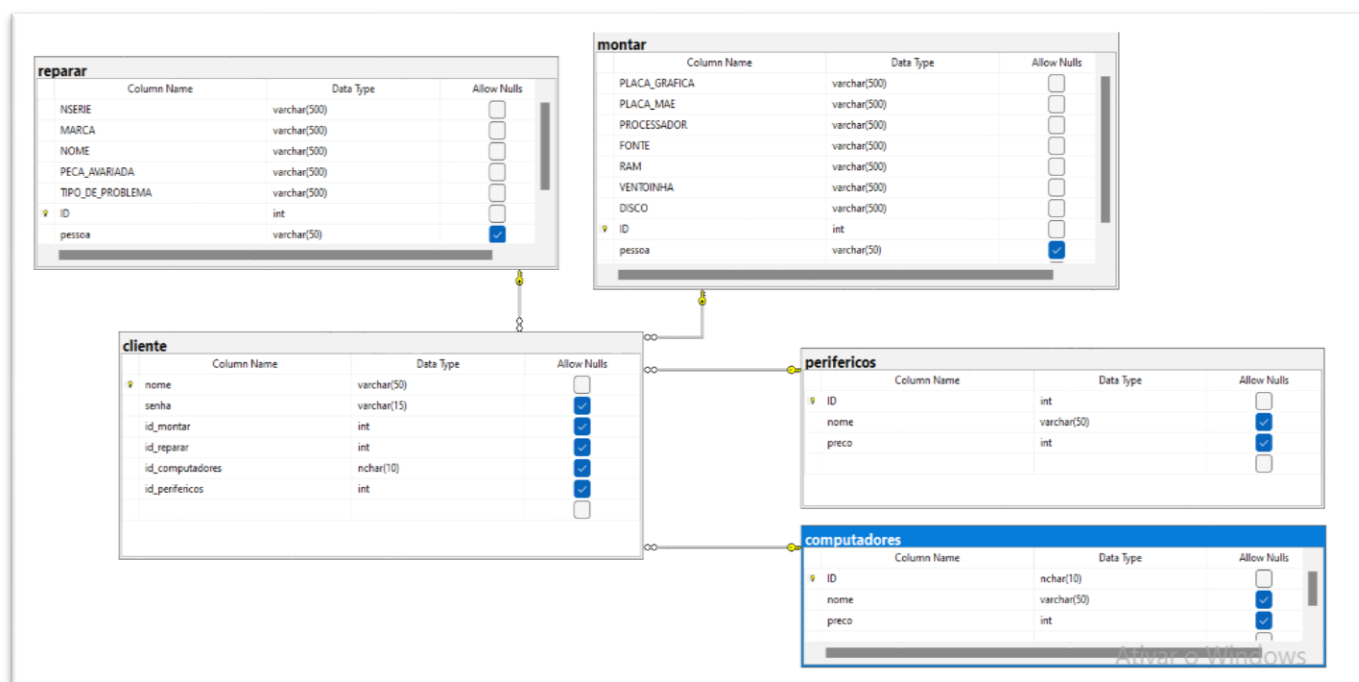 reparar
Column Name Data Type Allow Nulls
NSERIE varchar(500)
MARCA varchar(500)
NOME varchar(500)
PECA_AVARIADA varchar(500)
TIPO_DE_PROBLEMA varchar(500)
ID int
pessoa varchar(50)
montar
Column Name Data Type Allow Nulls
PLACA_GRAFICA varchar(500)
PLACA_MAE varchar(500)
PROCESSADOR varchar(500)
FONTE varchar(500)
RAM varchar(500)
VENTOINHA varchar(500)
DISCO varchar(500)
ID int
pessoa varchar(50)
cliente
Column Name Data Type Allow Nulls
nome varchar(50)
senha varchar(15)
id_montar int
id_reparar int
id_computadores nchar(10)
id_perifericos int
perifericos
Column Name Data Type Allow Nulls
ID int
nome varchar(50)
preco int
computadores
Column Name Data Type Allow Nulls
ID nchar(10)
nome varchar(50)
preco int
Ativar o Windows